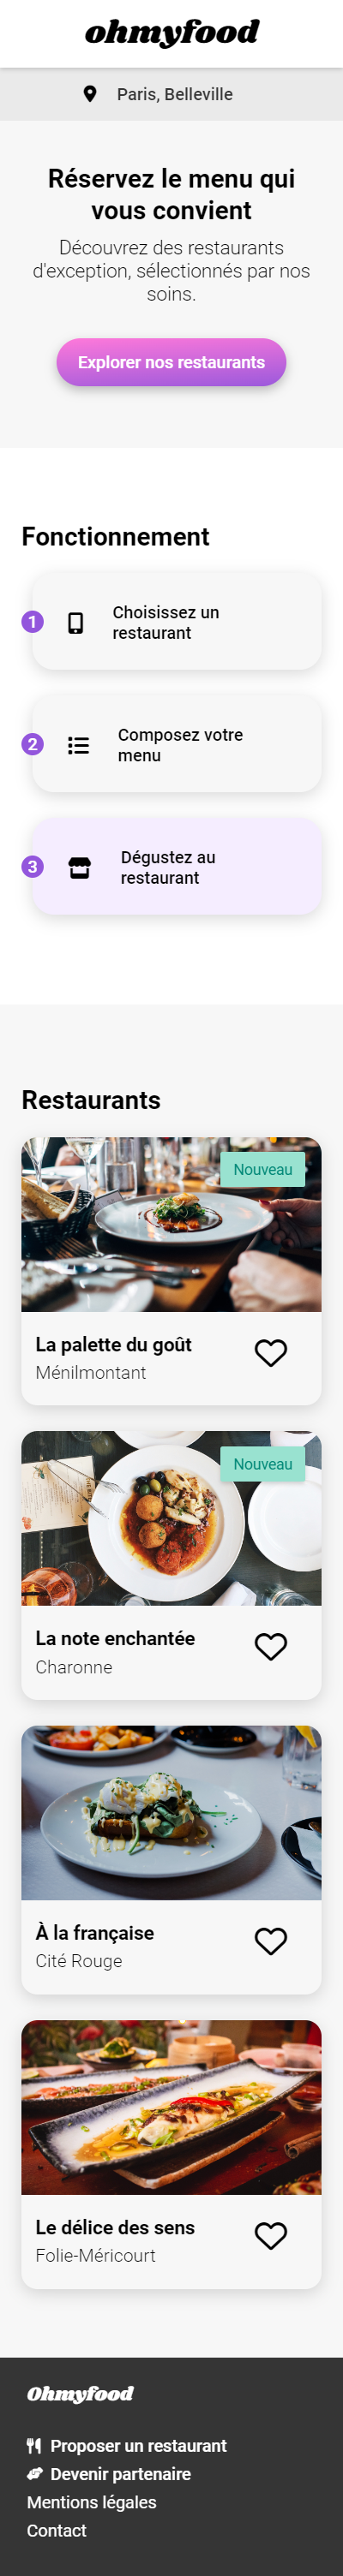 ohmyfood
Paris, Belleville
Réservez le menu qui
vous convient
Découvrez des restaurants
d'exception, sélectionnés par nos
soins.
Explorer nos restaurants
Fonctionnement
1
Choisissez un
restaurant
2
Composez votre
menu
3
Dégustez au
restaurant
Restaurants
Nouveau
La palette du goût
Ménilmontant
Nouveau
La note enchantée
Charonne
À la française
Cité Rouge
Le délice des sens
Folie-Méricourt
Ohmyfood
Proposer un restaurant
Devenir partenaire
Mentions légales
Contact